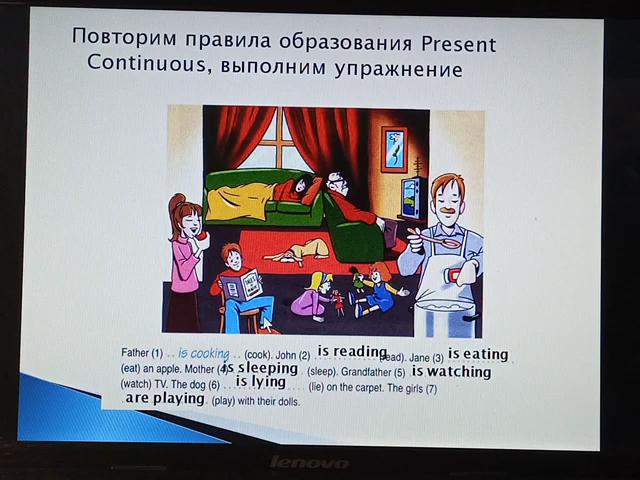 Повторим правила образования Present
Continuous, выполним упражнение
Father (1) .. is cooking .. (cook). John (2) is reading ead). Jane (3) is eating
(eat) an apple. Mother (4) is sleeping (sleep). Grandfather (5) is watching
(watch) TV. The dog (6) is lying (lie) on the carpet. The girls (7)
are playing (play) with their dolls.
lenovo